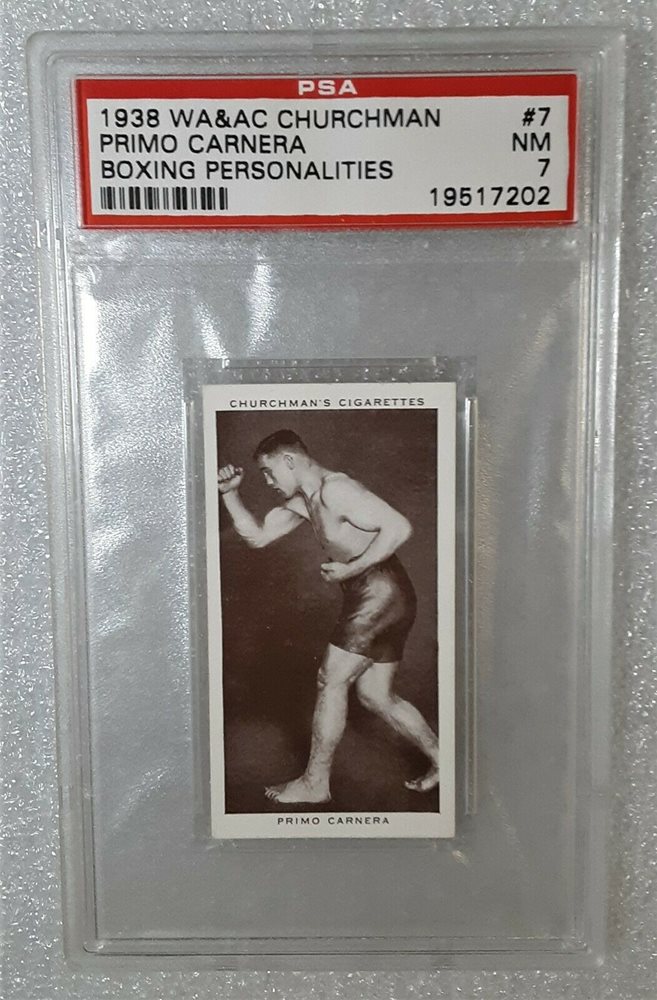 PSA
1938 WA&AC CHURCHMAN #7
PRIMO CARNERA NM
BOXING PERSONALITIES 7
19517202
CHURCHMAN'S CIGARETTES
PRIMO CARNERA